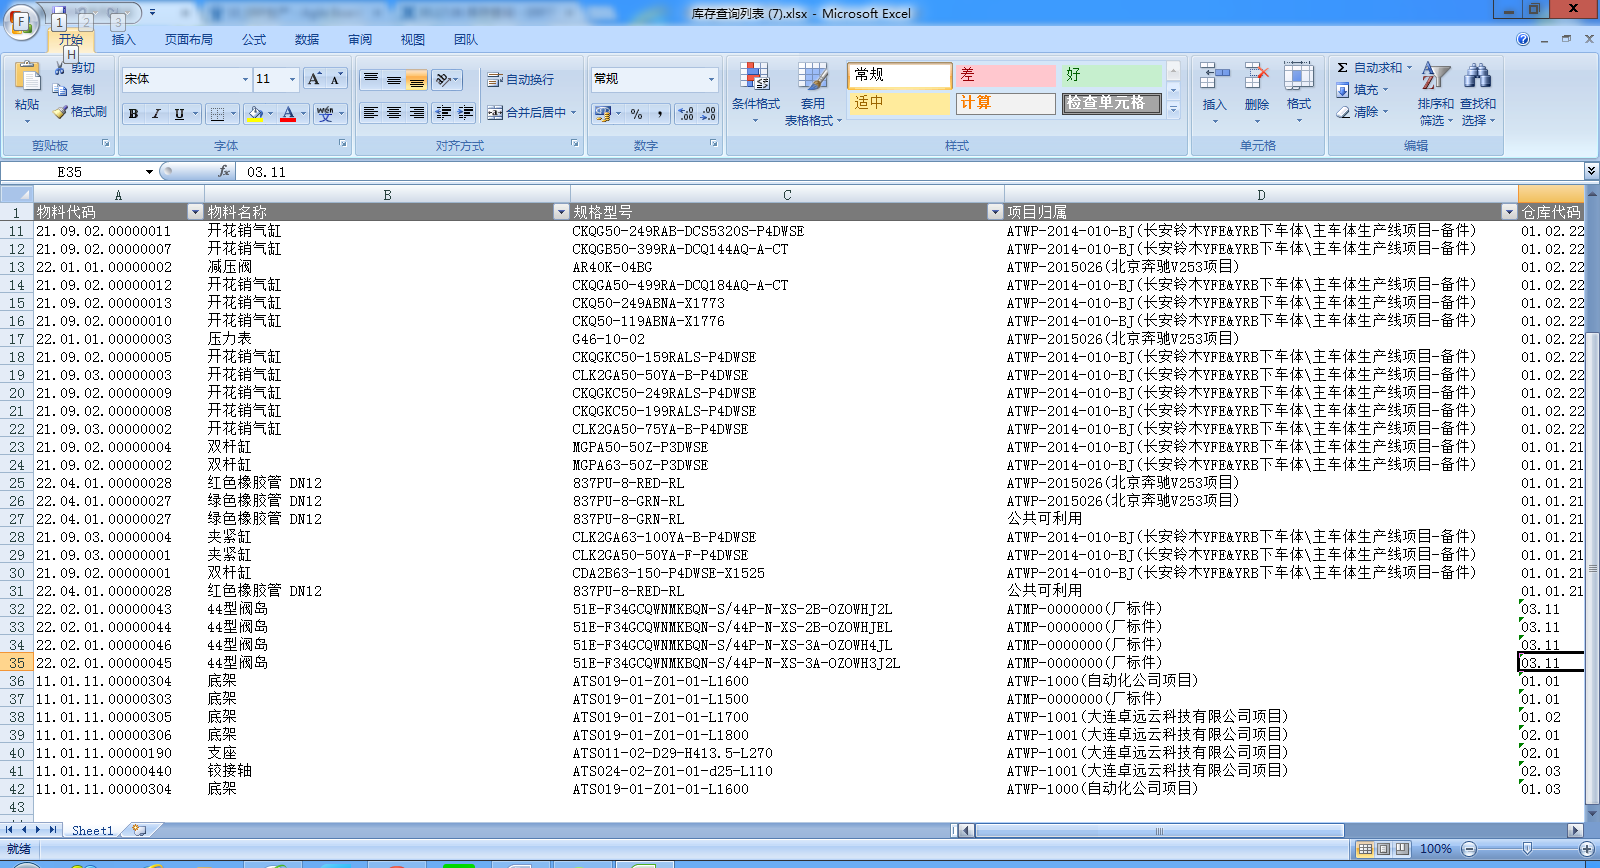 库存查询列表 (7).xlsx - Microsoft Excel
1 2 3
F
开始 插入 页面布局 公式 数据 审阅 视图 团队
H
粘贴 剪切 复制 格式刷 剪贴板
宋体 11 B I U A wén 字体
自动换行 合并后居中 对齐方式
常规 % , 数字
条件格式 套用表格格式 常规 差 好 适中 计算 检查单元格 样式
插入 删除 格式 单元格
Σ 自动求和 填充 清除 排序和筛选 查找和选择 编辑
E35 fx 03.11
A B C D
1 物料代码 物料名称 规格型号 项目归属 仓库代码
11 21.09.02.00000011 开花销气缸 CKQG50-249RAB-DCS5320S-P4DWSE ATWP-2014-010-BJ(长安铃木YFE&YRB下车体\主车体生产线项目-备件) 01.02.22
12 21.09.02.00000007 开花销气缸 CKQGB50-399RA-DCQ144AQ-A-CT ATWP-2014-010-BJ(长安铃木YFE&YRB下车体\主车体生产线项目-备件) 01.02.22
13 22.01.01.00000002 减压阀 AR40K-04BG ATWP-2015026(北京奔驰V253项目) 01.02.22
14 21.09.02.00000012 开花销气缸 CKQGA50-499RA-DCQ184AQ-A-CT ATWP-2014-010-BJ(长安铃木YFE&YRB下车体\主车体生产线项目-备件) 01.02.22
15 21.09.02.00000013 开花销气缸 CKQ50-249ABNA-X1773 ATWP-2014-010-BJ(长安铃木YFE&YRB下车体\主车体生产线项目-备件) 01.02.22
16 21.09.02.00000010 开花销气缸 CKQ50-119ABNA-X1776 ATWP-2014-010-BJ(长安铃木YFE&YRB下车体\主车体生产线项目-备件) 01.02.22
17 22.01.01.00000003 压力表 G46-10-02 ATWP-2015026(北京奔驰V253项目) 01.02.22
18 21.09.02.00000005 开花销气缸 CKQGKC50-159RALS-P4DWSE ATWP-2014-010-BJ(长安铃木YFE&YRB下车体\主车体生产线项目-备件) 01.02.22
19 21.09.03.00000003 开花销气缸 CLK2GA50-50YA-B-P4DWSE ATWP-2014-010-BJ(长安铃木YFE&YRB下车体\主车体生产线项目-备件) 01.02.22
20 21.09.02.00000009 开花销气缸 CKQGKC50-249RALS-P4DWSE ATWP-2014-010-BJ(长安铃木YFE&YRB下车体\主车体生产线项目-备件) 01.02.22
21 21.09.02.00000008 开花销气缸 CKQGKC50-199RALS-P4DWSE ATWP-2014-010-BJ(长安铃木YFE&YRB下车体\主车体生产线项目-备件) 01.02.22
22 21.09.03.00000002 开花销气缸 CLK2GA50-75YA-B-P4DWSE ATWP-2014-010-BJ(长安铃木YFE&YRB下车体\主车体生产线项目-备件) 01.02.22
23 21.09.02.00000004 双杆缸 MGPA50-50Z-P3DWSE ATWP-2014-010-BJ(长安铃木YFE&YRB下车体\主车体生产线项目-备件) 01.01.21
24 21.09.02.00000002 双杆缸 MGPA63-50Z-P3DWSE ATWP-2014-010-BJ(长安铃木YFE&YRB下车体\主车体生产线项目-备件) 01.01.21
25 22.04.01.00000028 红色橡胶管 DN12 837PU-8-RED-RL ATWP-2015026(北京奔驰V253项目) 01.01.21
26 22.04.01.00000027 绿色橡胶管 DN12 837PU-8-GRN-RL ATWP-2015026(北京奔驰V253项目) 01.01.21
27 22.04.01.00000027 绿色橡胶管 DN12 837PU-8-GRN-RL 公共可利用 01.01.21
28 21.09.03.00000004 夹紧缸 CLK2GA63-100YA-B-P4DWSE ATWP-2014-010-BJ(长安铃木YFE&YRB下车体\主车体生产线项目-备件) 01.01.21
29 21.09.03.00000001 夹紧缸 CLK2GA50-50YA-F-P4DWSE ATWP-2014-010-BJ(长安铃木YFE&YRB下车体\主车体生产线项目-备件) 01.01.21
30 21.09.02.00000001 双杆缸 CDA2B63-150-P4DWSE-X1525 ATWP-2014-010-BJ(长安铃木YFE&YRB下车体\主车体生产线项目-备件) 01.01.21
31 22.04.01.00000028 红色橡胶管 DN12 837PU-8-RED-RL 公共可利用 01.01.21
32 22.02.01.00000043 44型阀岛 51E-F34GCQWNMKBQN-S/44P-N-XS-2B-OZOWHJ2L ATMP-0000000(厂标件) 03.11
33 22.02.01.00000044 44型阀岛 51E-F34GCQWNMKBQN-S/44P-N-XS-2B-OZOWHJEL ATMP-0000000(厂标件) 03.11
34 22.02.01.00000046 44型阀岛 51E-F34GCQWNMKBQN-S/44P-N-XS-3A-OZOWH4JL ATMP-0000000(厂标件) 03.11
35 22.02.01.00000045 44型阀岛 51E-F34GCQWNMKBQN-S/44P-N-XS-3A-OZOWH3J2L ATMP-0000000(厂标件) 03.11
36 11.01.11.00000304 底架 ATS019-01-Z01-01-L1600 ATWP-1000(自动化公司项目) 01.01
37 11.01.11.00000303 底架 ATS019-01-Z01-01-L1500 ATMP-0000000(厂标件) 01.01
38 11.01.11.00000305 底架 ATS019-01-Z01-01-L1700 ATWP-1001(大连卓远云科技有限公司项目) 01.02
39 11.01.11.00000306 底架 ATS019-01-Z01-01-L1800 ATWP-1001(大连卓远云科技有限公司项目) 02.01
40 11.01.11.00000190 支座 ATS011-02-D29-H413.5-L270 ATWP-1001(大连卓远云科技有限公司项目) 02.01
41 11.01.11.00000440 铰接轴 ATS024-02-Z01-01-d25-L110 ATWP-1001(大连卓远云科技有限公司项目) 02.03
42 11.01.11.00000304 底架 ATS019-01-Z01-01-L1600 ATWP-1000(自动化公司项目) 01.03
43
Sheet1
就绪 100%